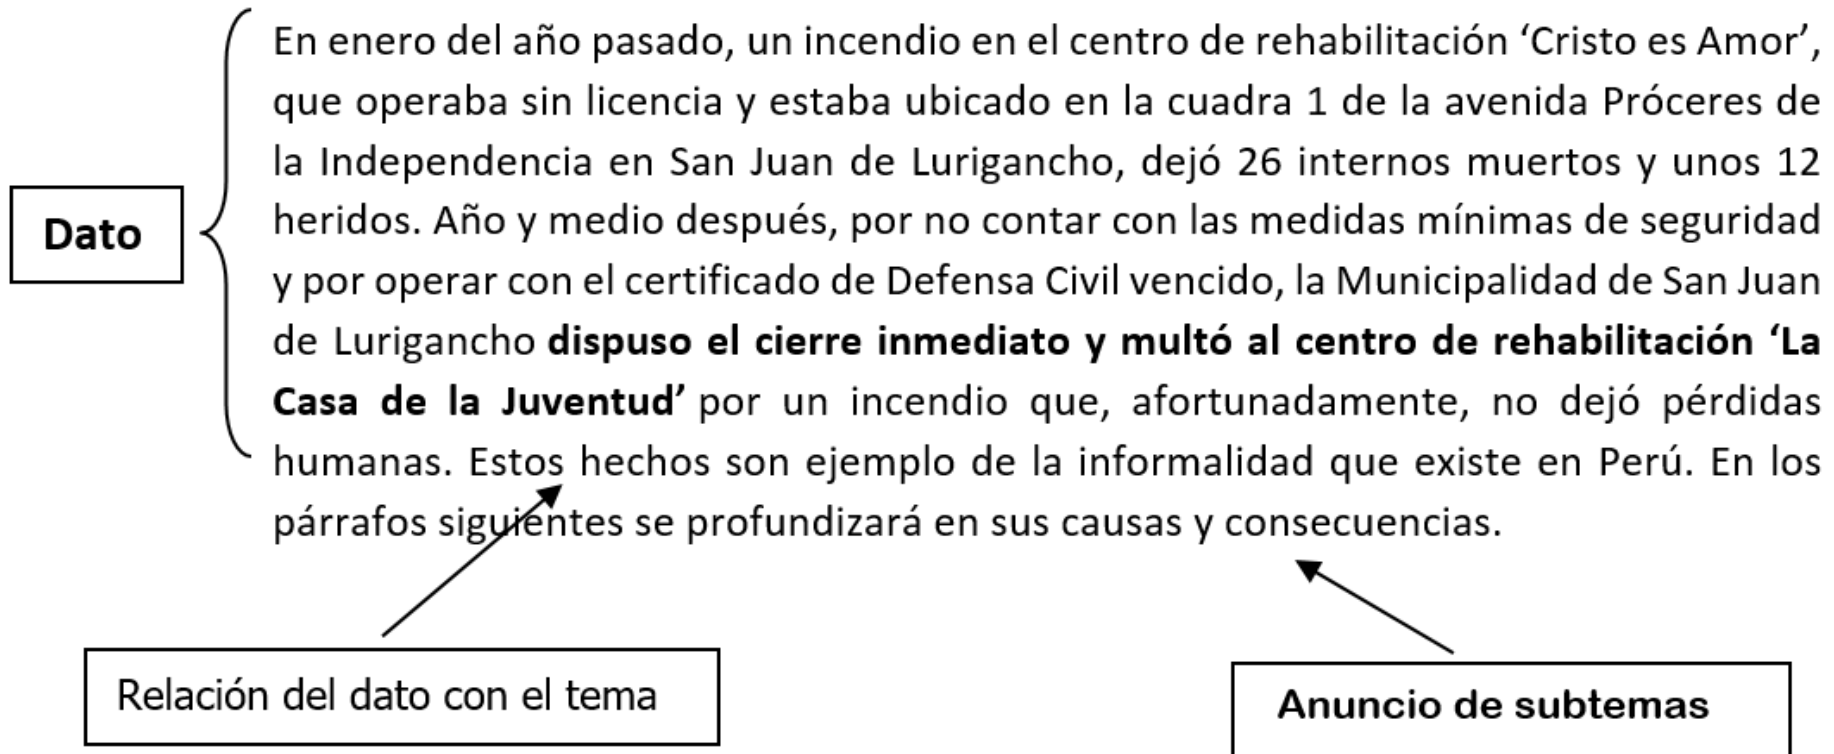 En enero del año pasado, un incendio en el centro de rehabilitación ‘Cristo es Amor’,
que operaba sin licencia y estaba ubicado en la cuadra 1 de la avenida Próceres de
la Independencia en San Juan de Lurigancho, dejó 26 internos muertos y unos 12
heridos. Año y medio después, por no contar con las medidas mínimas de seguridad
y por operar con el certificado de Defensa Civil vencido, la Municipalidad de San Juan
de Lurigancho dispuso el cierre inmediato y multó al centro de rehabilitación ‘La
Casa de la Juventud’ por un incendio que, afortunadamente, no dejó pérdidas
humanas. Estos hechos son ejemplo de la informalidad que existe en Perú. En los
párrafos siguientes se profundizará en sus causas y consecuencias.
Dato
Relación del dato con el tema
Anuncio de subtemas